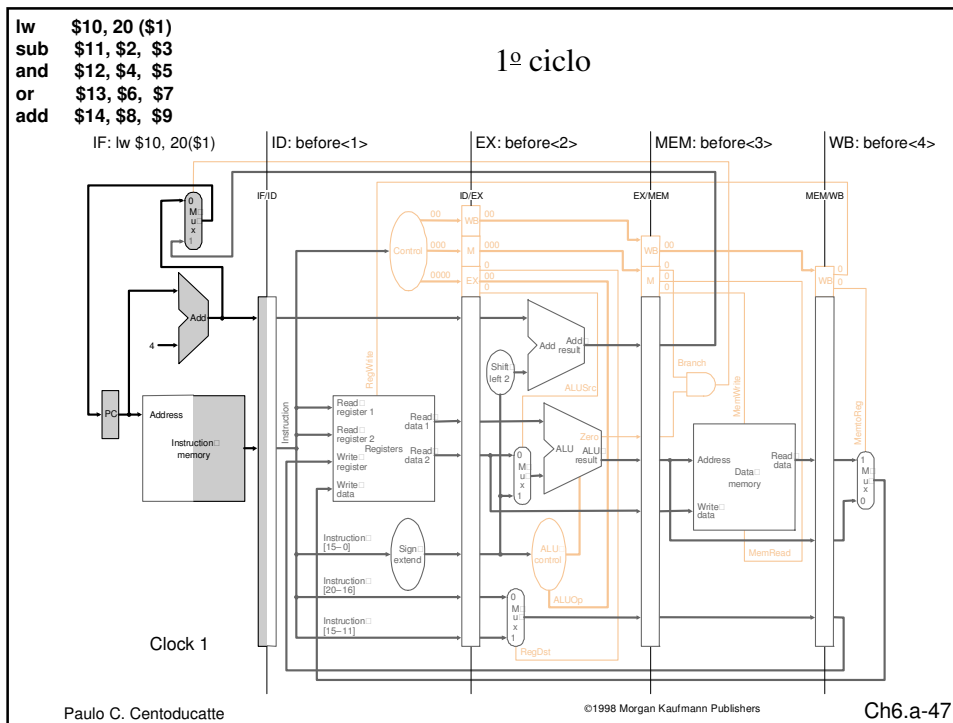 lw $10, 20 ($1)
sub $11, $2, $3
and $12, $4, $5
or $13, $6, $7
add $14, $8, $9
1º ciclo
IF: lw $10, 20($1)
ID: before<1>
EX: before<2>
MEM: before<3>
WB: before<4>
IF/ID
ID/EX
EX/MEM
MEM/WB
0
M
u
x
1
Control
00
000
0000
WB
M
EX
00
000
0
00
0
WB
M
00
0
0
0
WB
0
0
Add
4
PC
Address
Instruction
memory
Instruction
RegWrite
Read
register 1
Read
register 2
Registers
Write
register
Write
data
Read
data 1
Read
data 2
Shift
left 2
Add
Add
result
ALUSrc
Zero
ALU
ALU
result
0
M
u
x
1
Branch
MemWrite
Address
Read
data
Data
memory
Write
data
MemRead
MemtoReg
1
M
u
x
0
Instruction
[15–0]
Sign
extend
ALU
control
ALUOp
Instruction
[20–16]
Instruction
[15–11]
0
M
u
x
1
RegDst
Clock 1
Paulo C. Centoducatte
©1998 Morgan Kaufmann Publishers
Ch6.a-47